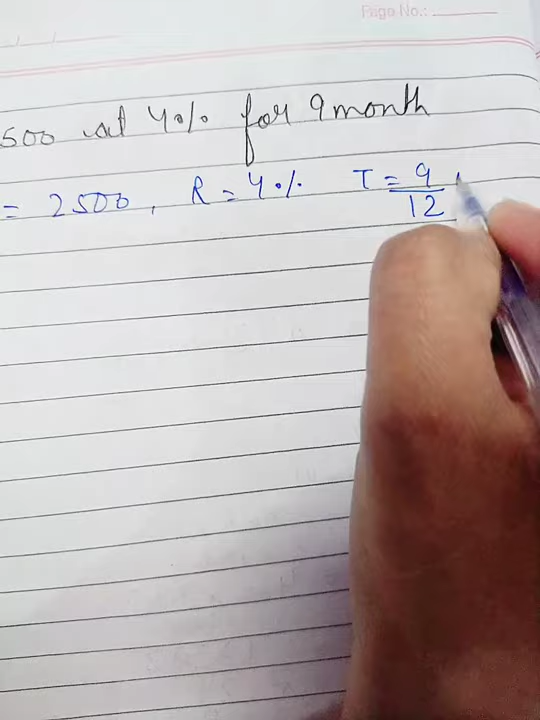 Page No.:
500 at 4% for 9 month
= 2500, R = 4% T = 9/12